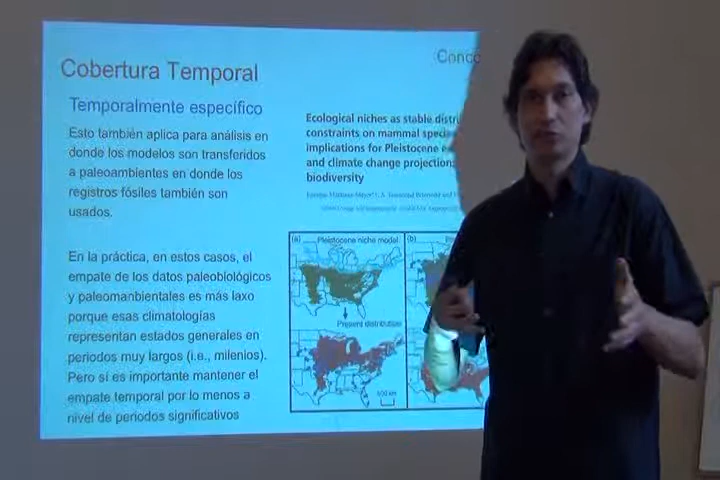 Conc
Cobertura Temporal
Temporalmente específico
Esto también aplica para análisis en
donde los modelos son transferidos
a paleoambientes en donde los
registros fósiles también son
usados.
En la práctica, en estos casos, el
empate de los datos paleobiológicos
y paleomanbientales es más laxo
porque esas climatologías
representan estados generales en
periodos muy largos (i.e., milenios).
Pero sí es importante mantener el
empate temporal por lo menos a
nivel de periodos significativos
Ecological niches as stable distri
constraints on mammal speci
implications for Pleistocene e
and climate change projection
biodiversity
(a) Pleistocene niche model
(b)
Present distribution
500 km